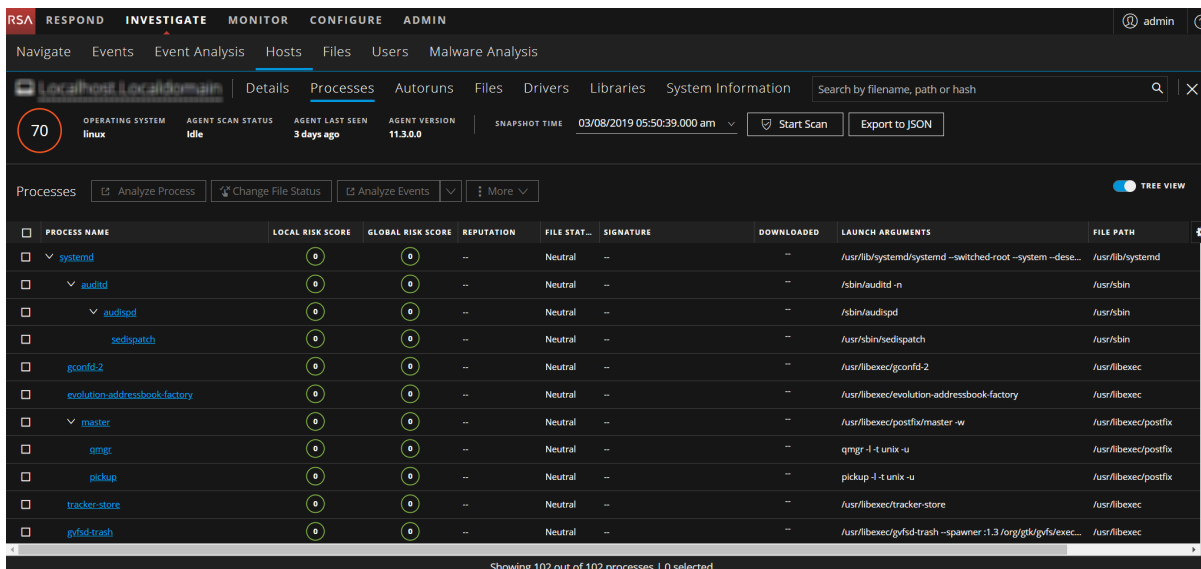 RSA RESPOND INVESTIGATE MONITOR CONFIGURE ADMIN admin
Navigate Events Event Analysis Hosts Files Users Malware Analysis
Details Processes Autoruns Files Drivers Libraries System Information Search by filename, path or hash
70 OPERATING SYSTEM AGENT SCAN STATUS AGENT LAST SEEN AGENT VERSION SNAPSHOT TIME 03/08/2019 05:50:39.000 am Start Scan Export to JSON
linux Idle 3 days ago 11.3.0.0
Processes Analyze Process Change File Status Analyze Events More TREE VIEW
PROCESS NAME LOCAL RISK SCORE GLOBAL RISK SCORE REPUTATION FILE STAT... SIGNATURE DOWNLOADED LAUNCH ARGUMENTS FILE PATH
systemd 0 0 -- Neutral -- -- /usr/lib/systemd/systemd --switched-root --system --dese... /usr/lib/systemd
auditd 0 0 -- Neutral -- -- /sbin/auditd -n /usr/sbin
audispd 0 0 -- Neutral -- -- /sbin/audispd /usr/sbin
sedispatch 0 0 -- Neutral -- -- /usr/sbin/sedispatch /usr/sbin
gconfd-2 0 0 -- Neutral -- -- /usr/libexec/gconfd-2 /usr/libexec
evolution-addressbook-factory 0 0 -- Neutral -- -- /usr/libexec/evolution-addressbook-factory /usr/libexec
master 0 0 -- Neutral -- -- /usr/libexec/postfix/master -w /usr/libexec/postfix
qmgr 0 0 -- Neutral -- -- qmgr -l -t unix -u /usr/libexec/postfix
pickup 0 0 -- Neutral -- -- pickup -l -t unix -u /usr/libexec/postfix
tracker-store 0 0 -- Neutral -- -- /usr/libexec/tracker-store /usr/libexec
gvfsd-trash 0 0 -- Neutral -- -- /usr/libexec/gvfsd-trash --spawner :1.3 /org/gtk/gvfs/exec... /usr/libexec
Showing 102 out of 102 processes | 0 selected